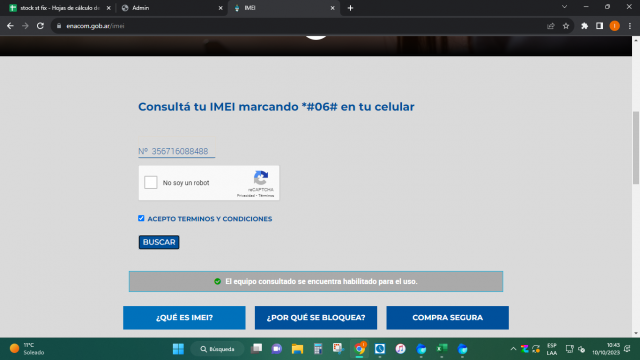 stock st fix - Hojas de cálculo de
Admin
IMEI
enacom.gob.ar/imei
Consultá tu IMEI marcando *#06# en tu celular
Nº 356716088488
No soy un robot
reCAPTCHA
Privacidad - Términos
ACEPTO TERMINOS Y CONDICIONES
BUSCAR
El equipo consultado se encuentra habilitado para el uso.
¿QUÉ ES IMEI?
¿POR QUÉ SE BLOQUEA?
COMPRA SEGURA
11°C
Soleado
Búsqueda
ESP
LAA
10:43
10/10/2023